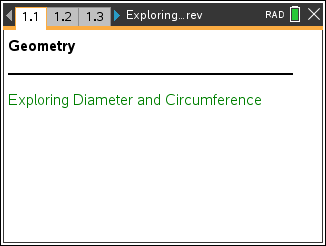 1.1 1.2 1.3 Exploring...rev RAD
Geometry
Exploring Diameter and Circumference